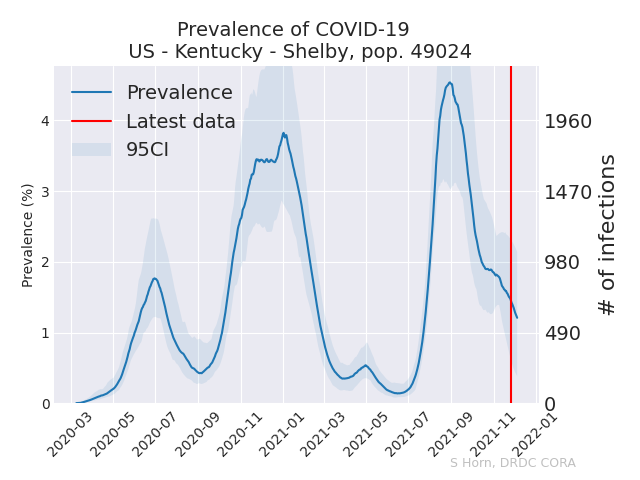 Prevalence of COVID-19
US - Kentucky - Shelby, pop. 49024
Prevalence
Latest data
95CI
Prevalence (%)
4
3
2
1
0
1960
1470
980
490
0
# of infections
2020-03
2020-05
2020-07
2020-09
2020-11
2021-01
2021-03
2021-05
2021-07
2021-09
2021-11
2022-01
S Horn, DRDC CORA